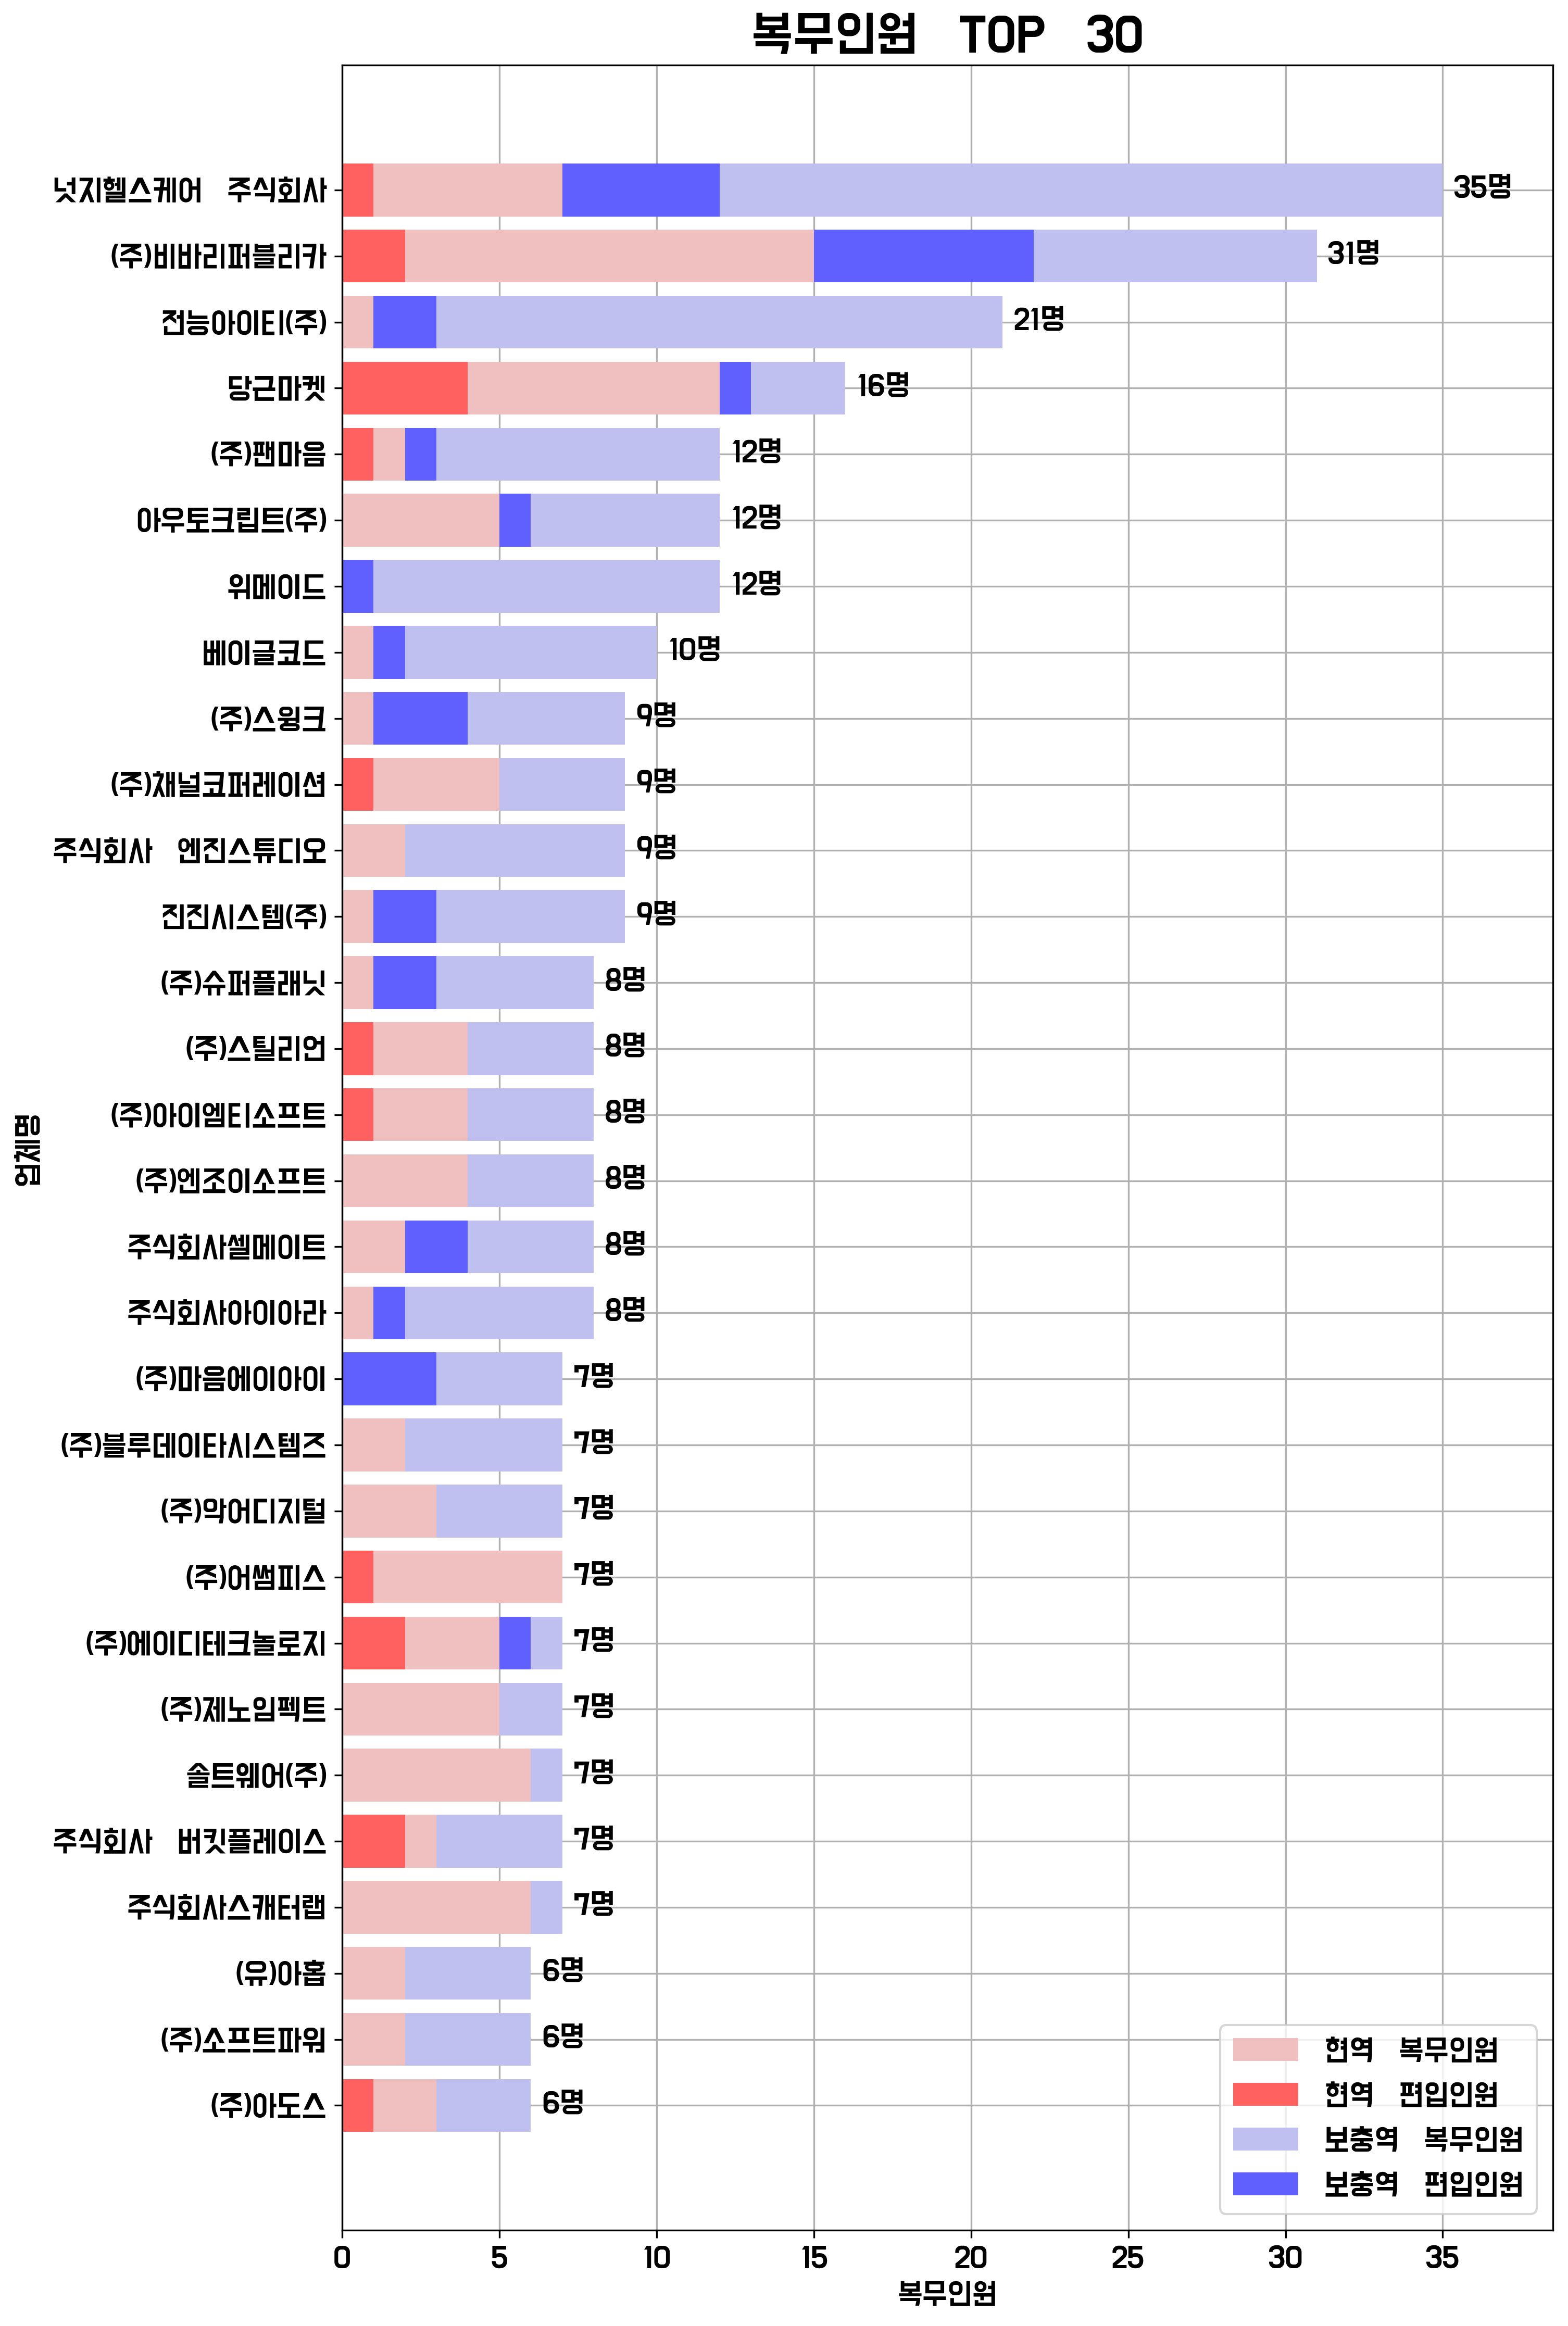 복무인원 TOP 30
넛지헬스케어 주식회사 35명
(주)비바리퍼블리카 31명
전능아이티(주) 21명
당근마켓 16명
(주)팬마음 12명
아우토크립트(주) 12명
위메이드 12명
베이글코드 10명
(주)스윙크 9명
(주)채널코퍼레이션 9명
주식회사 엔진스튜디오 9명
진진시스템(주) 9명
(주)슈퍼플래닛 8명
(주)스틸리언 8명
(주)아이엠티소프트 8명
(주)엔조이소프트 8명
주식회사셀메이트 8명
주식회사아이아라 8명
(주)마음에이아이 7명
(주)블루데이타시스템즈 7명
(주)악어디지털 7명
(주)어썸피스 7명
(주)에이디테크놀로지 7명
(주)제노임펙트 7명
솔트웨어(주) 7명
주식회사 버킷플레이스 7명
주식회사스캐터랩 7명
(유)아홉 6명
(주)소프트파워 6명
(주)아도스 6명
업체명
현역 복무인원
현역 편입인원
보충역 복무인원
보충역 편입인원
0 5 10 15 20 25 30 35
복무인원